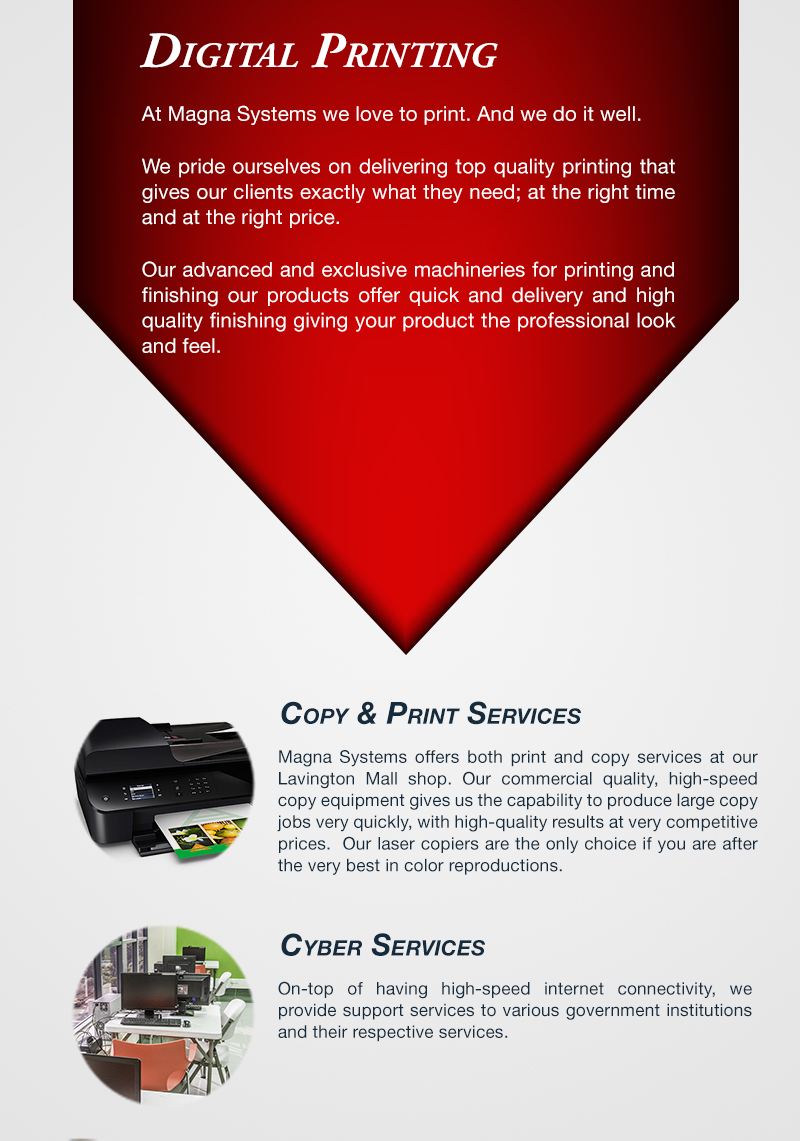 Digital Printing
At Magna Systems we love to print. And we do it well.
We pride ourselves on delivering top quality printing that
gives our clients exactly what they need; at the right time
and at the right price.
Our advanced and exclusive machineries for printing and
finishing our products offer quick and delivery and high
quality finishing giving your product the professional look
and feel.
Copy & Print Services
Magna Systems offers both print and copy services at our
Lavington Mall shop. Our commercial quality, high-speed
copy equipment gives us the capability to produce large copy
jobs very quickly, with high-quality results at very competitive
prices.  Our laser copiers are the only choice if you are after
the very best in color reproductions.
Cyber Services
On-top of having high-speed internet connectivity, we
provide support services to various government institutions
and their respective services.